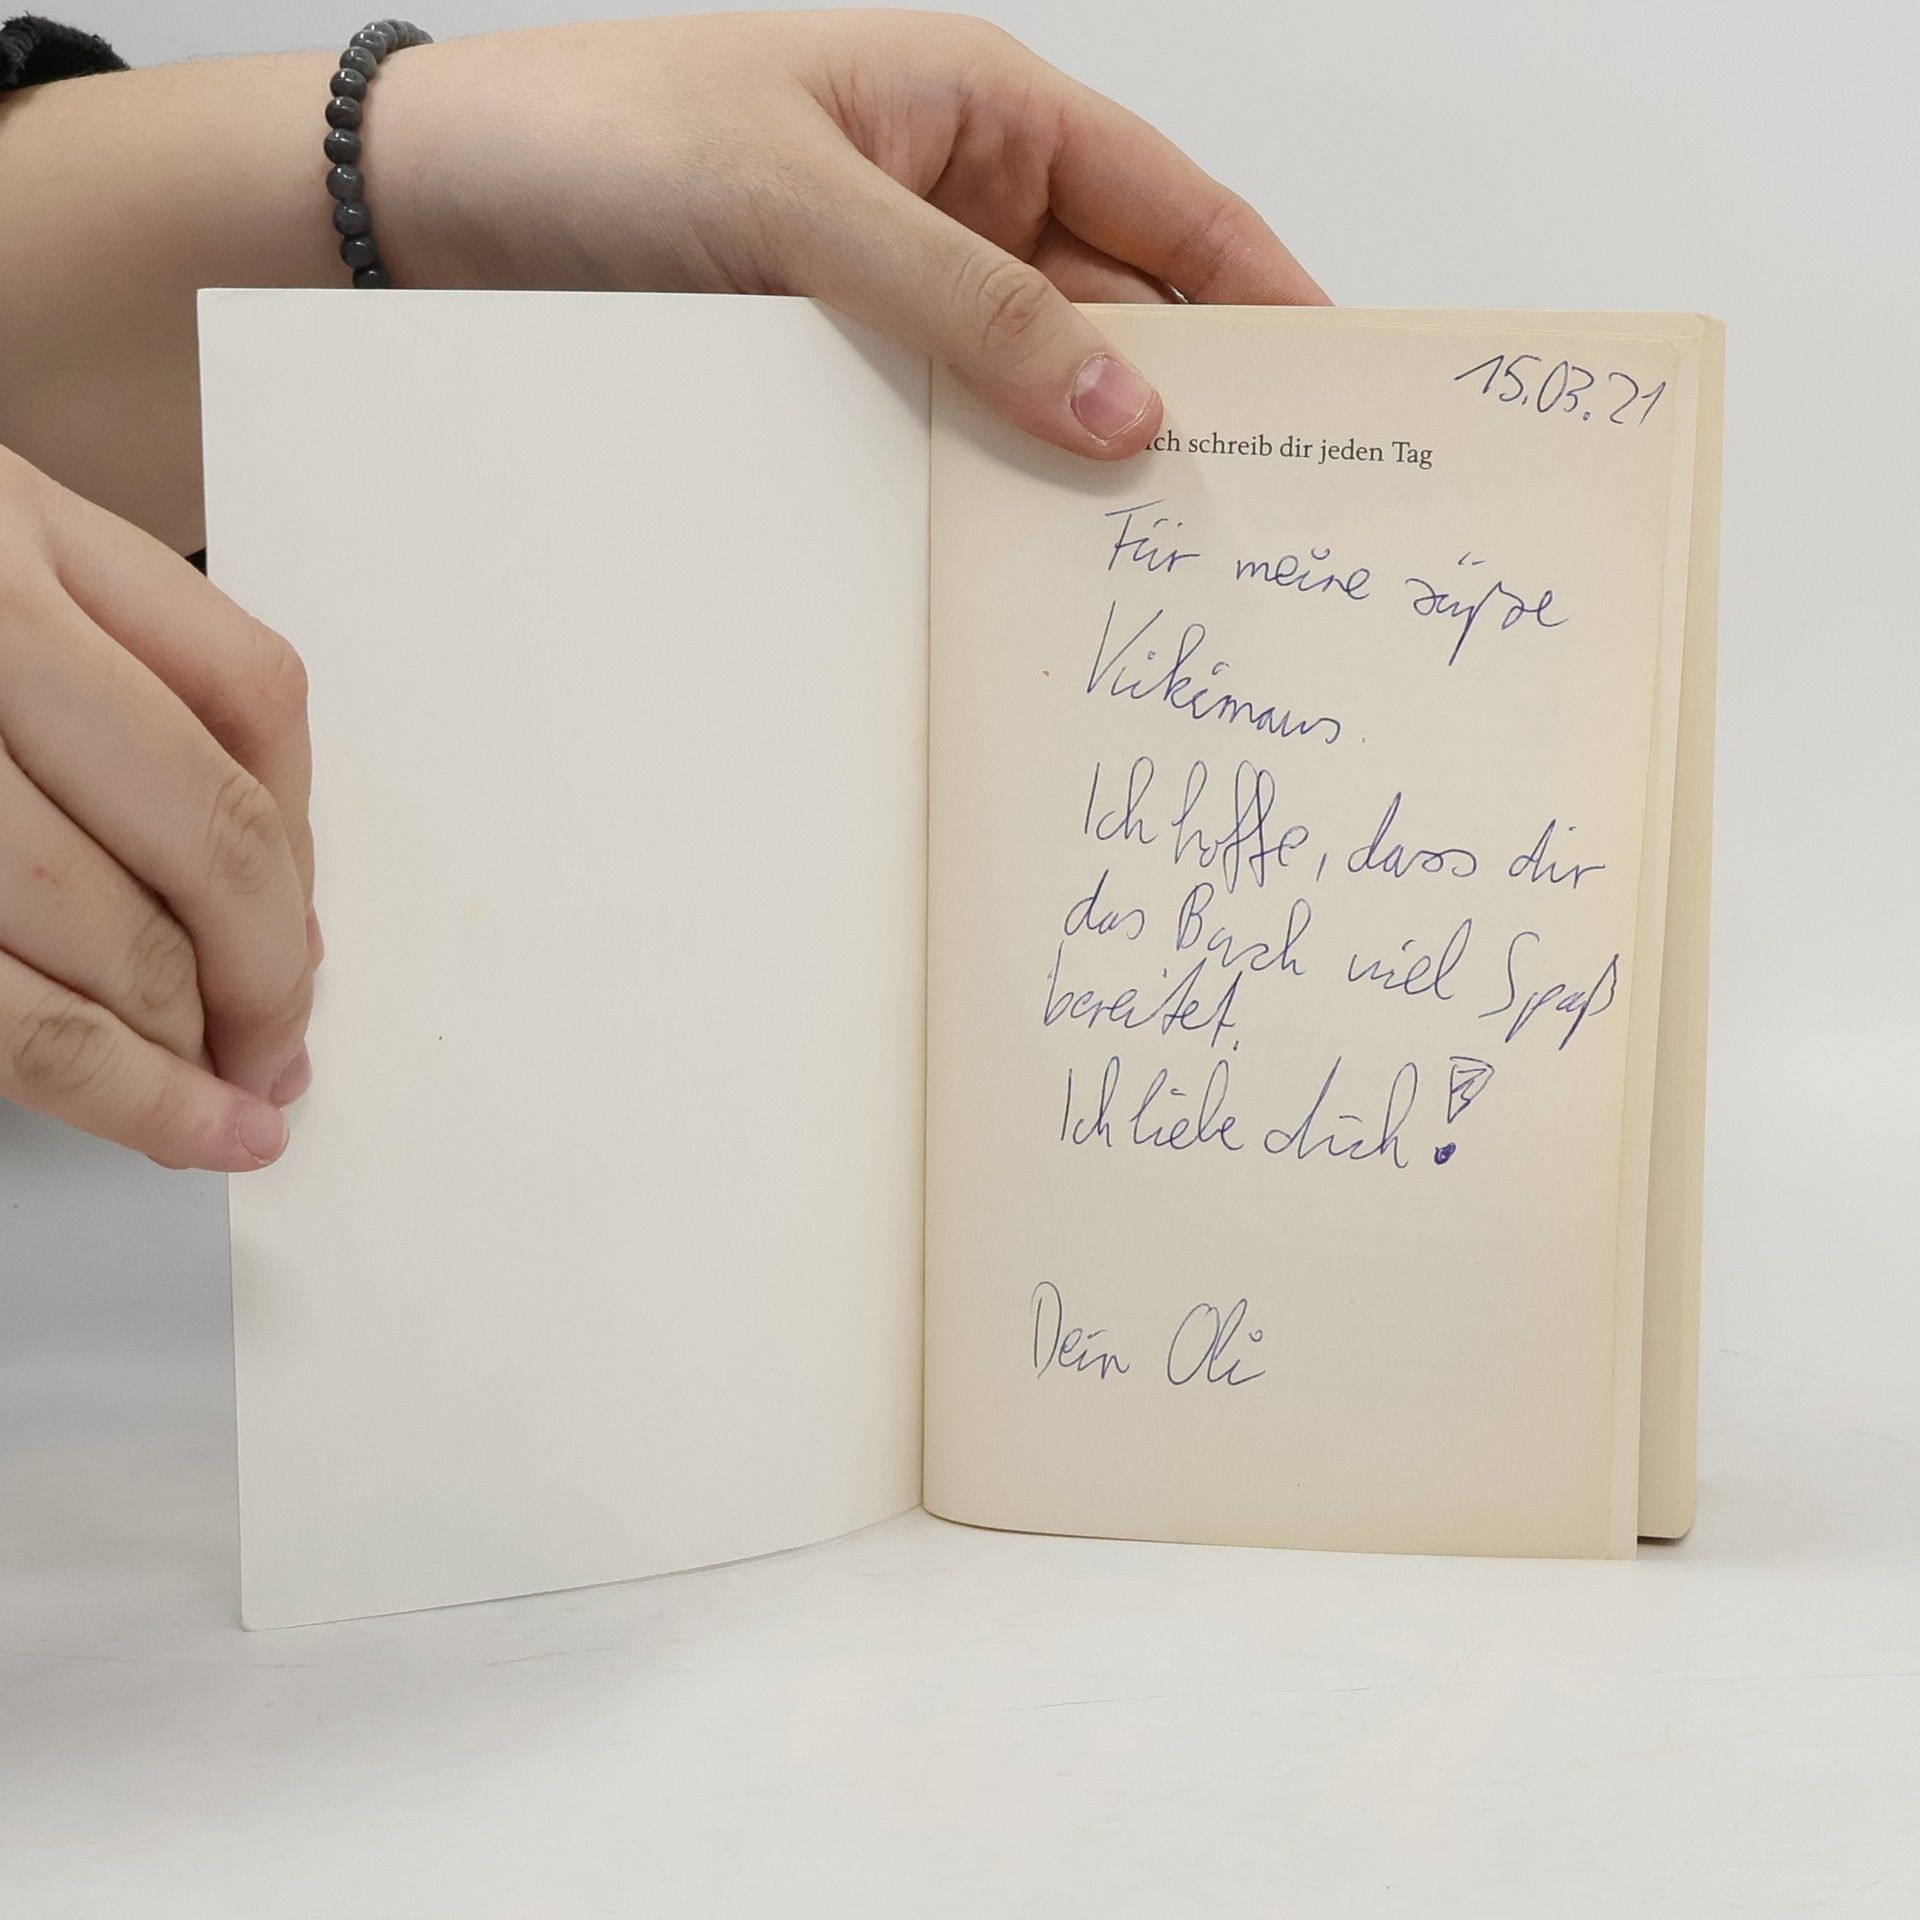 15.03.21
Ich schreib dir jeden Tag
Für meine süße
Vikimaus.
Ich hoffe, dass dir
das Buch viel Spaß
bereitet.
Ich liebe dich!
Dein Oli